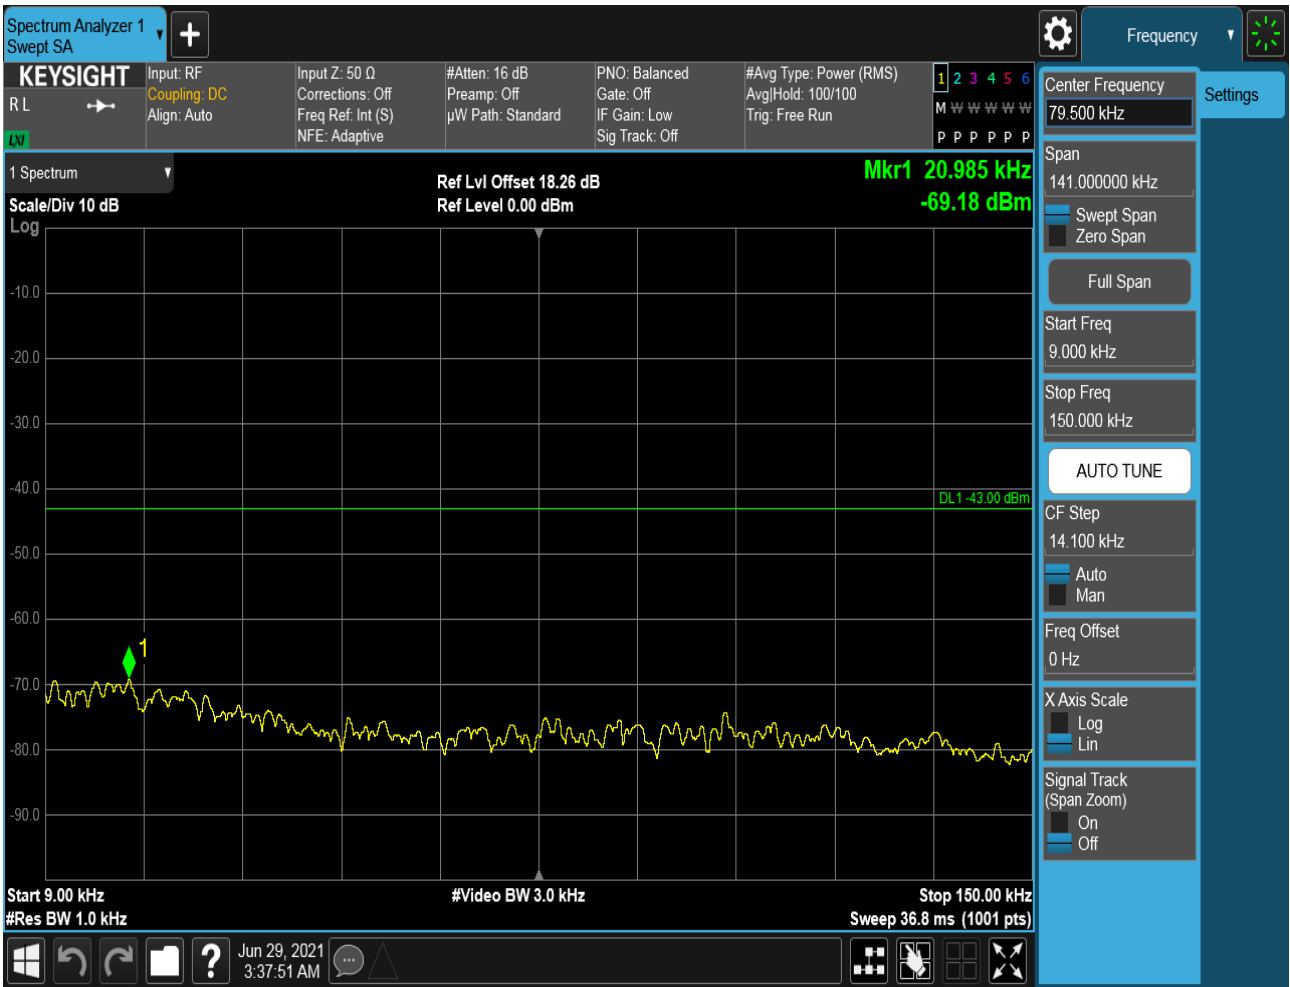 Spectrum Analyzer 1
Swept SA
Frequency
KEYSIGHT
R L
LXI
Input: RF
Coupling: DC
Align: Auto
Input Z: 50 Ω
Corrections: Off
Freq Ref: Int (S)
NFE: Adaptive
#Atten: 16 dB
Preamp: Off
µW Path: Standard
PNO: Balanced
Gate: Off
IF Gain: Low
Sig Track: Off
#Avg Type: Power (RMS)
Avg|Hold: 100/100
Trig: Free Run
1 2 3 4 5 6
M W W W W W
P P P P P P
1 Spectrum
Scale/Div 10 dB
Log
Ref Lvl Offset 18.26 dB
Ref Level 0.00 dBm
Mkr1 20.985 kHz
-69.18 dBm
-10.0
-20.0
-30.0
-40.0
DL1 -43.00 dBm
-50.0
-60.0
1
-70.0
-80.0
-90.0
Start 9.00 kHz
#Res BW 1.0 kHz
#Video BW 3.0 kHz
Stop 150.00 kHz
Sweep 36.8 ms (1001 pts)
Center Frequency
79.500 kHz
Settings
Span
141.000000 kHz
Swept Span
Zero Span
Full Span
Start Freq
9.000 kHz
Stop Freq
150.000 kHz
AUTO TUNE
CF Step
14.100 kHz
Auto
Man
Freq Offset
0 Hz
X Axis Scale
Log
Lin
Signal Track
(Span Zoom)
On
Off
?
Jun 29, 2021
3:37:51 AM